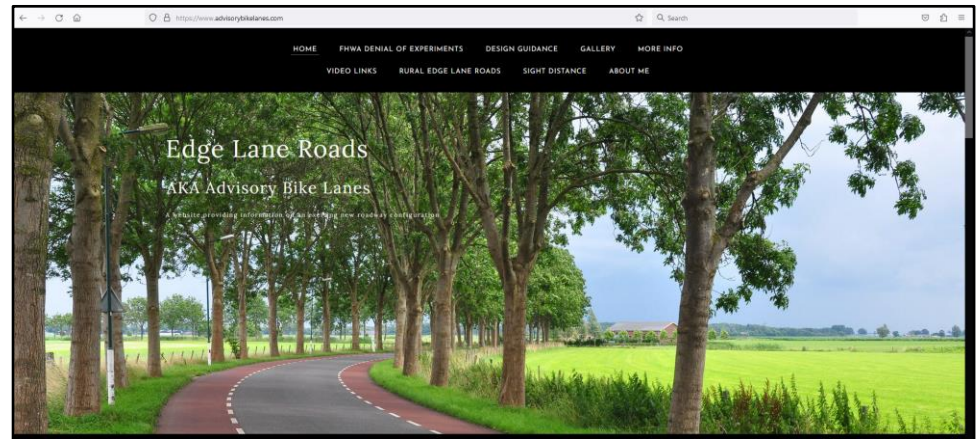 https://www.advisorybikelanes.com
Search
HOME FHWA DENIAL OF EXPERIMENTS DESIGN GUIDANCE GALLERY MORE INFO
VIDEO LINKS RURAL EDGE LANE ROADS SIGHT DISTANCE ABOUT ME
Edge Lane Roads
AKA Advisory Bike Lanes
A website providing information on an exciting new roadway configuration